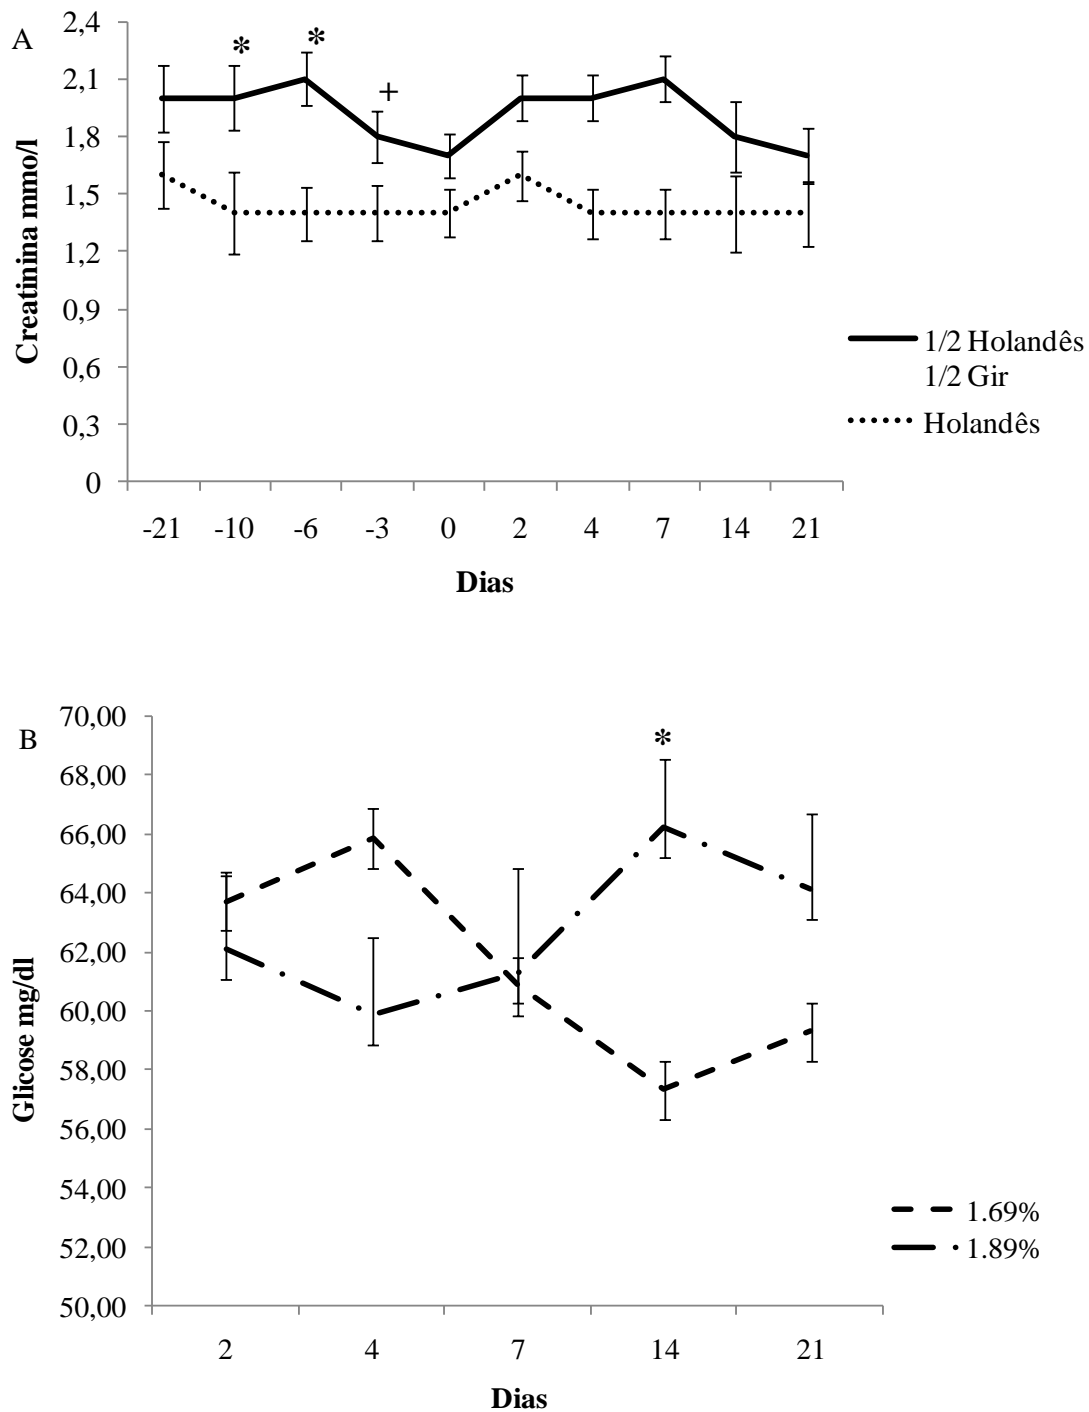 A
2,4
2,1
1,8
1,5
1,2
0,9
0,6
0,3
0
Creatinina mmo/l
* * +
-21 -10 -6 -3 0 2 4 7 14 21
Dias
1/2 Holandês
1/2 Gir
Holandês
B
70,00
68,00
66,00
64,00
62,00
60,00
58,00
56,00
54,00
52,00
50,00
Glicose mg/dl
*
2 4 7 14 21
Dias
1.69%
1.89%